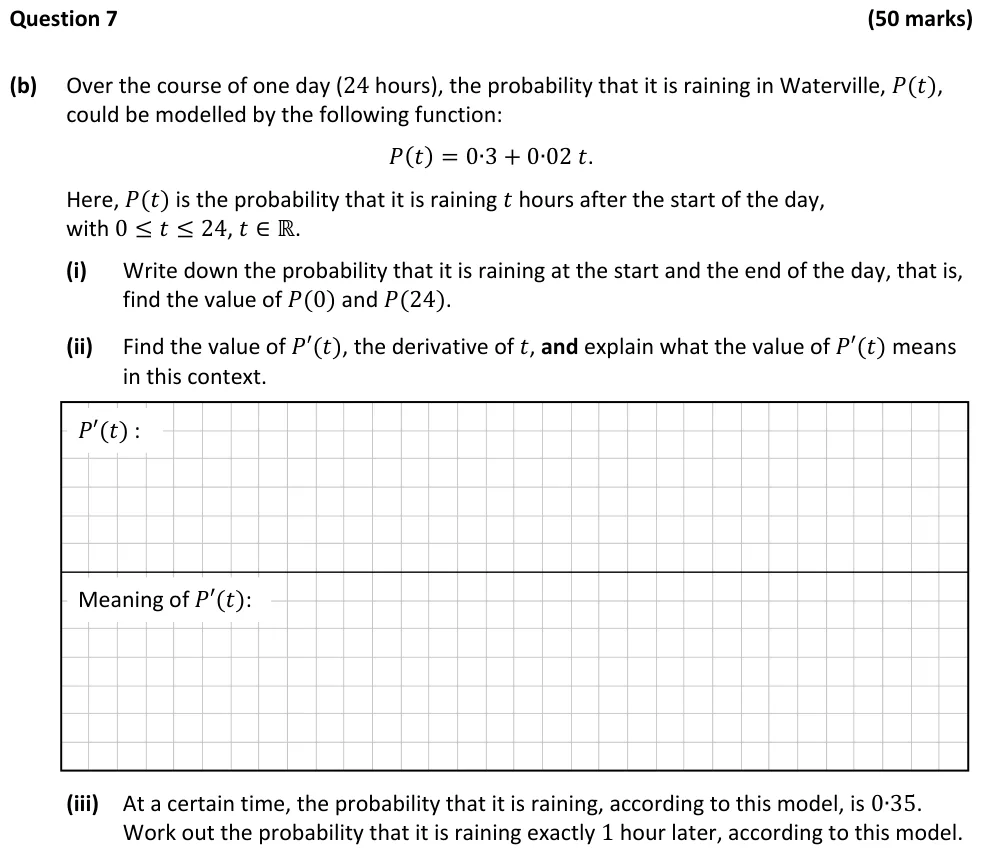 Question 7 (50 marks)
(b) Over the course of one day (24 hours), the probability that it is raining in Waterville, P(t),
could be modelled by the following function:
P(t) = 0·3 + 0·02 t.
Here, P(t) is the probability that it is raining t hours after the start of the day,
with 0 ≤ t ≤ 24, t ∈ ℝ.
(i) Write down the probability that it is raining at the start and the end of the day, that is,
find the value of P(0) and P(24).
(ii) Find the value of P′(t), the derivative of t, and explain what the value of P′(t) means
in this context.
P′(t) :
Meaning of P′(t):
(iii) At a certain time, the probability that it is raining, according to this model, is 0·35.
Work out the probability that it is raining exactly 1 hour later, according to this model.